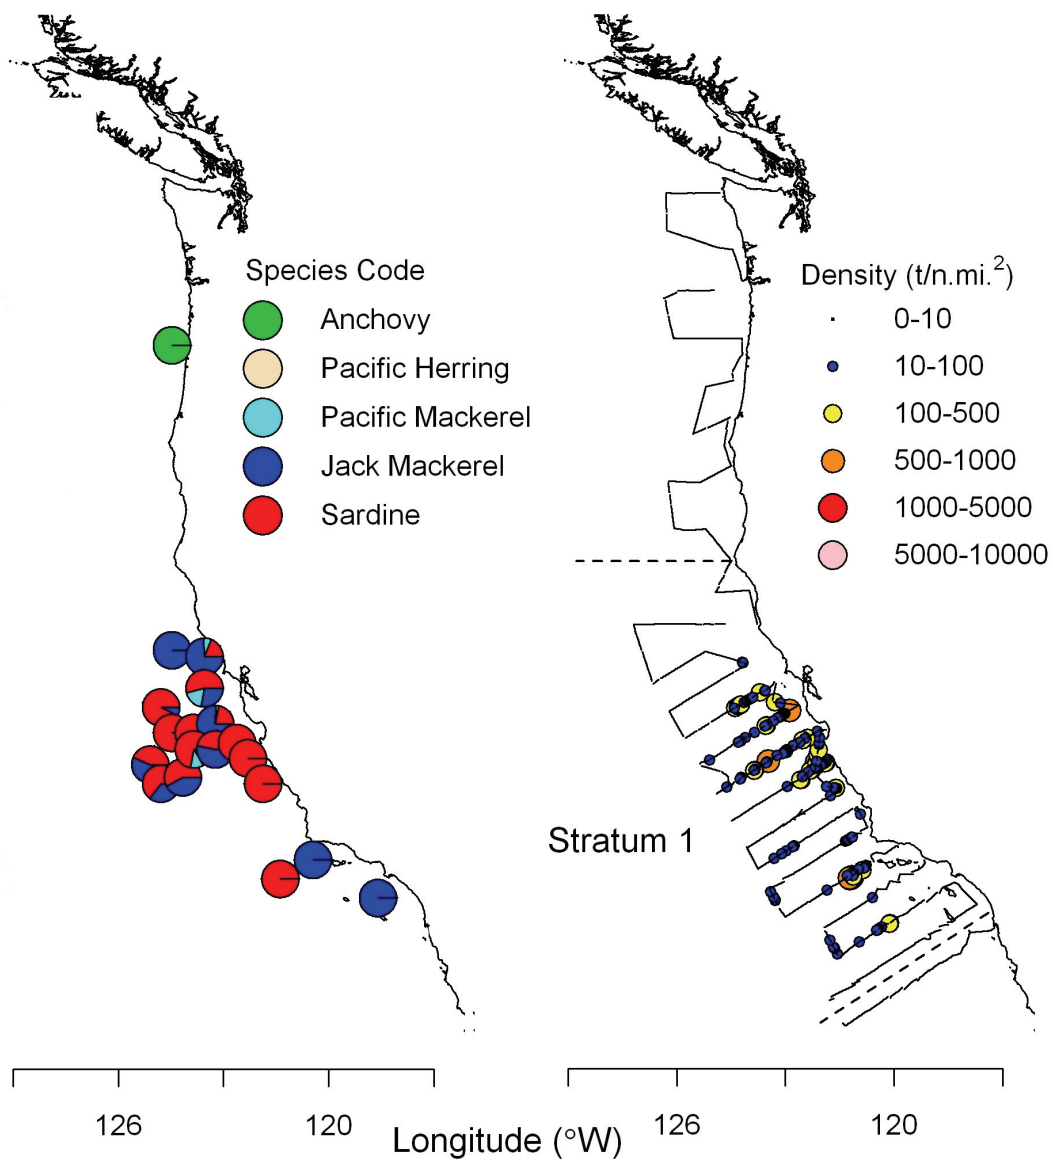 Species Code
Anchovy
Pacific Herring
Pacific Mackerel
Jack Mackerel
Sardine
Density (t/n.mi.²)
0-10
10-100
100-500
500-1000
1000-5000
5000-10000
Stratum 1
126
120
126
120
Longitude (°W)